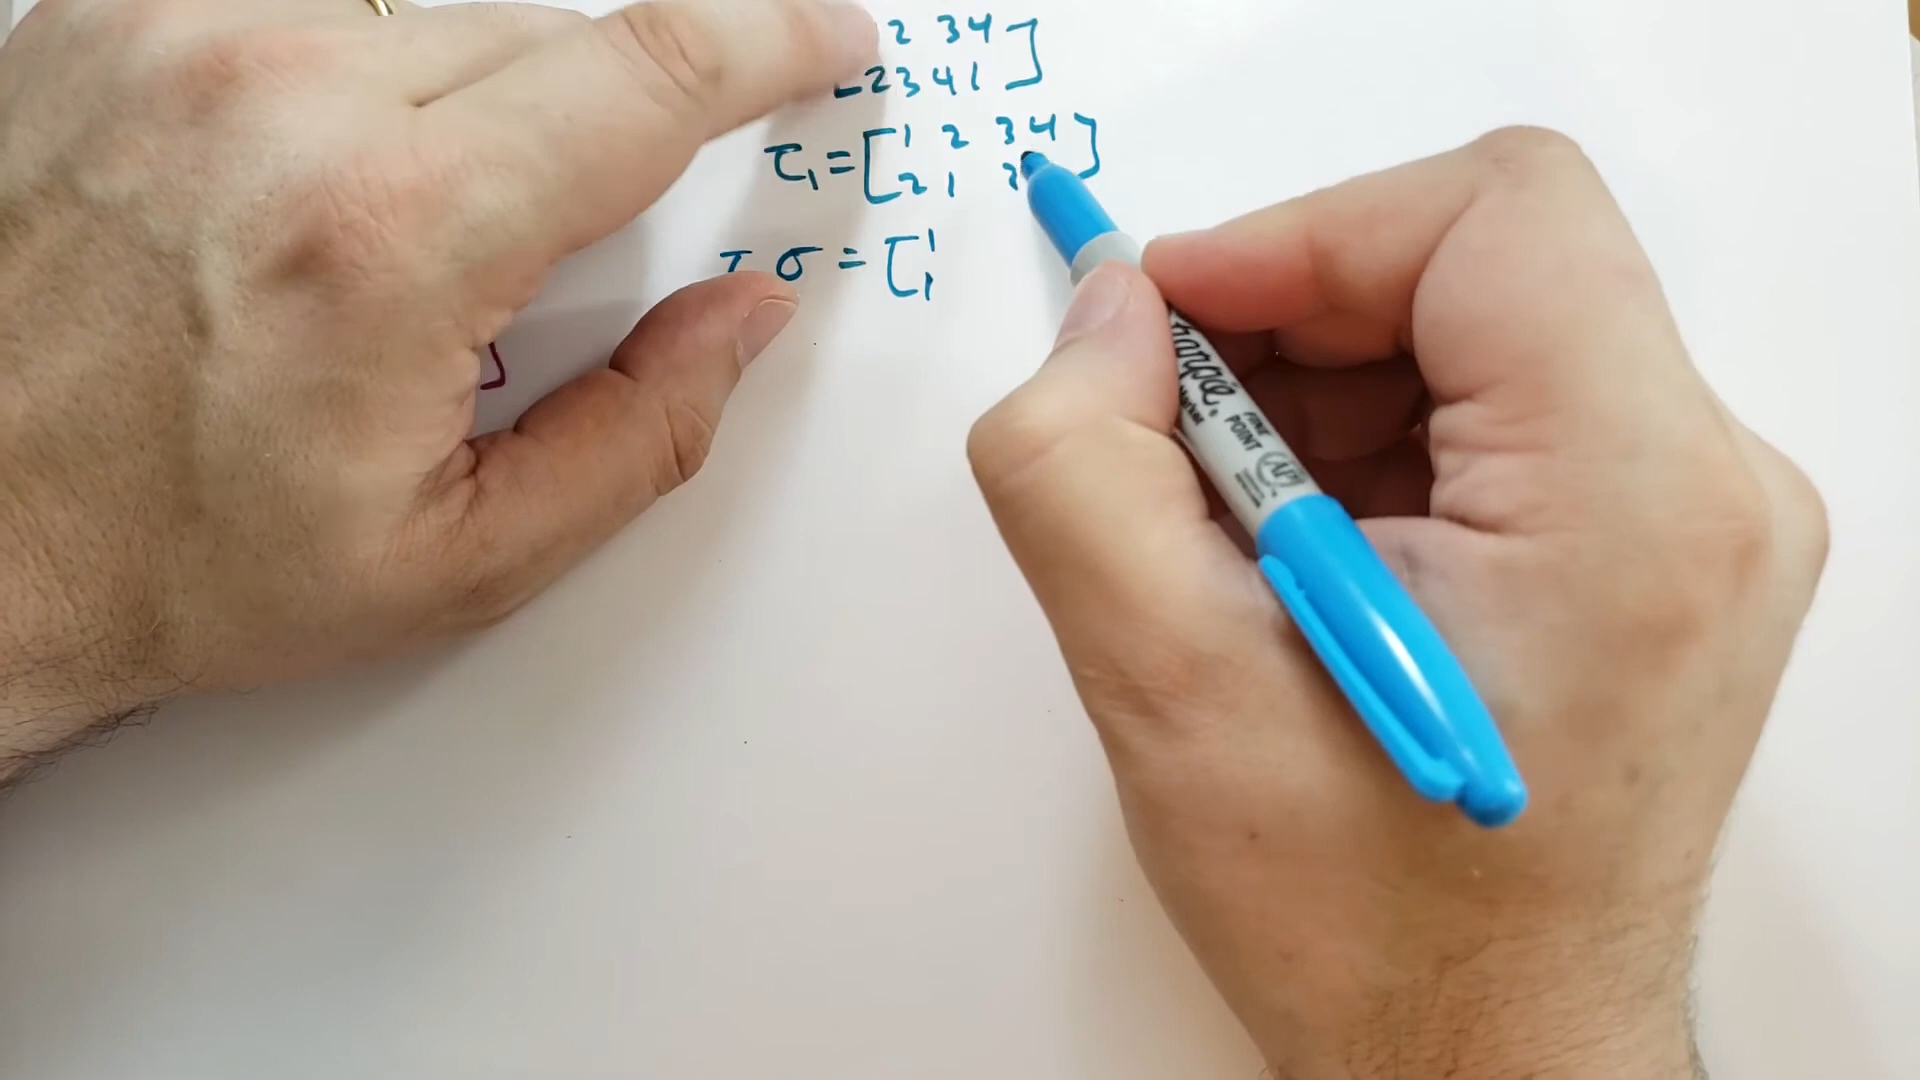 2 3 4 ]
[ 2 3 4 1
τ₁ = [ 1 2 3 4 ]
2 1
σ = [ 1
1
]
Sharpie.
FINE
POINT
AP